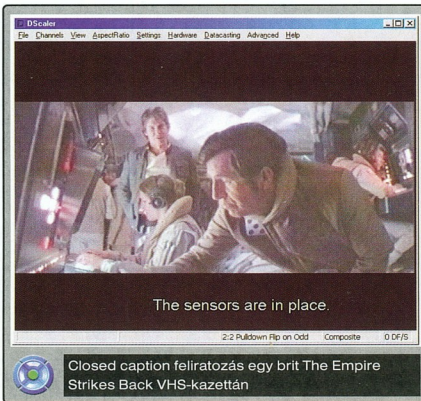 DScaler
File Channels View AspectRatio Settings Hardware Datacasting Advanced Help
The sensors are in place.
2:2 Pulldown Flip on Odd Composite 0 DF/S
Closed caption feliratozás egy brit The Empire
Strikes Back VHS-kazettán